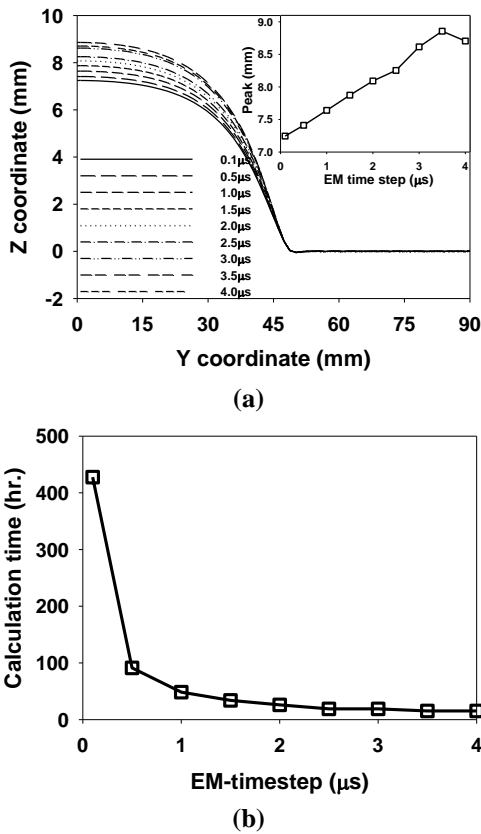 10
8
6
4
2
0
-2
Z coordinate (mm)
9.0
8.5
8.0
7.5
7.0
Peak (mm)
0 1 2 3 4
EM time step (μs)
0.1μs
0.5μs
1.0μs
1.5μs
2.0μs
2.5μs
3.0μs
3.5μs
4.0μs
0 15 30 45 60 75 90
Y coordinate (mm)
(a)
500
400
300
200
100
0
Calculation time (hr.)
0 1 2 3 4
EM-timestep (μs)
(b)